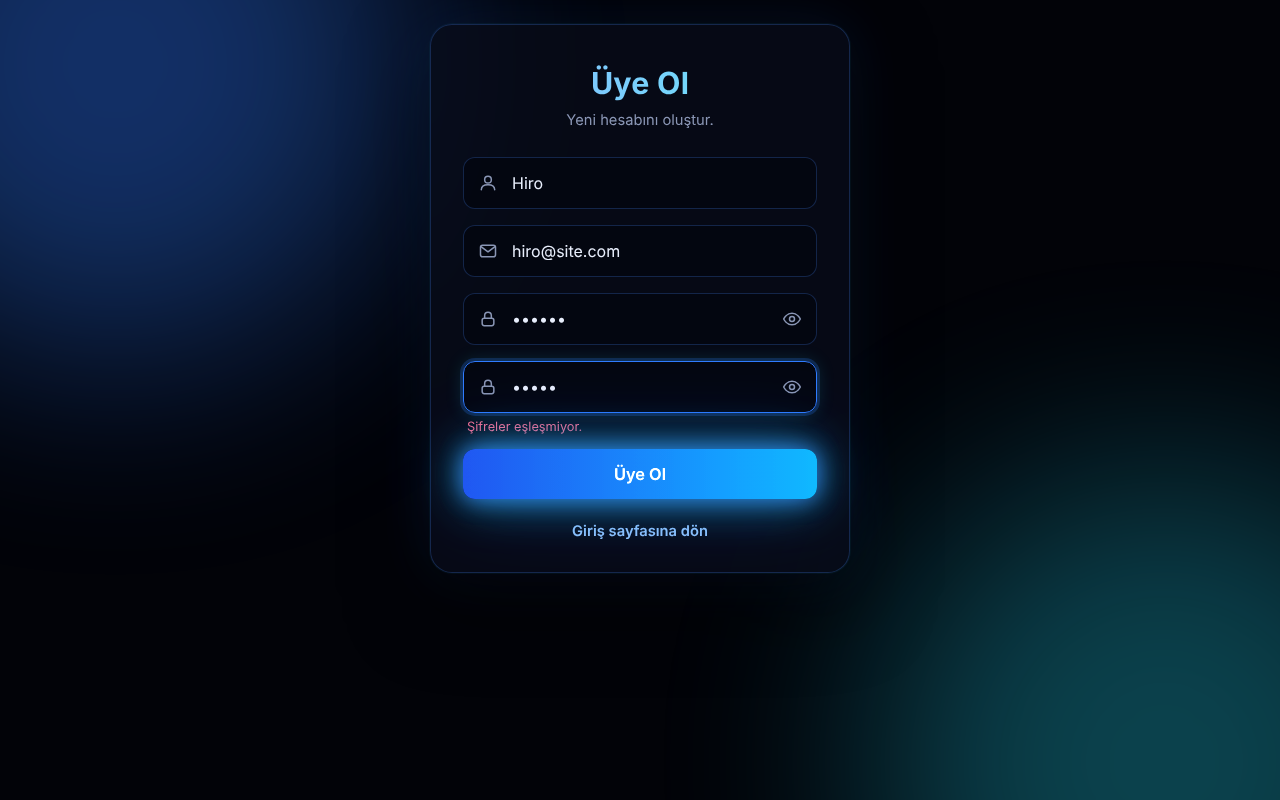 Üye Ol
Yeni hesabını oluştur.
Hiro
hiro@site.com
••••••
•••••
Şifreler eşleşmiyor.
Üye Ol
Giriş sayfasına dön